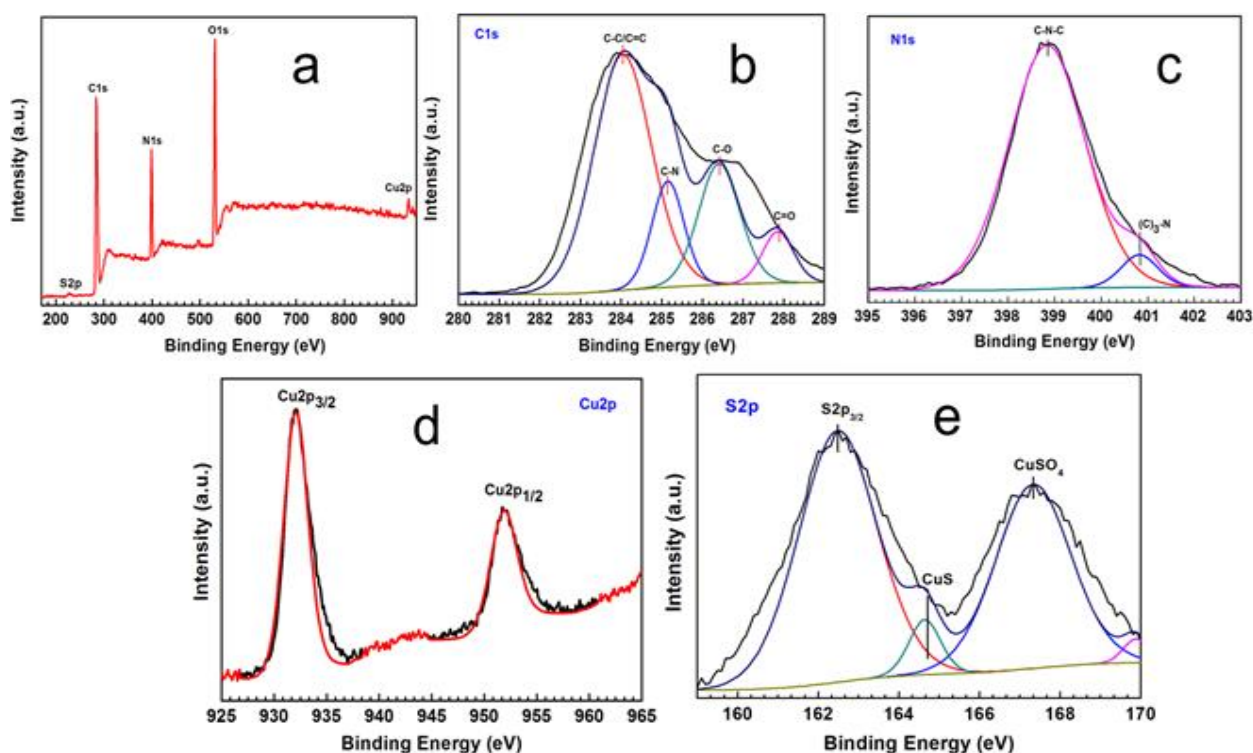 a
O1s
C1s
N1s
S2p
Cu2p
Intensity (a.u.)
200 300 400 500 600 700 800 900
Binding Energy (eV)
C1s
b
C-C/C=C
C-N
C-O
C=O
Intensity (a.u.)
280 281 282 283 284 285 286 287 288 289
Binding Energy (eV)
N1s
c
C-N-C
(C)₃-N
Intensity (a.u.)
395 396 397 398 399 400 401 402 403
Binding Energy (eV)
Cu2p₃/₂
d
Cu2p
Cu2p₁/₂
Intensity (a.u.)
925 930 935 940 945 950 955 960 965
Binding Energy (eV)
S2p
S2p₃/₂
e
CuSO₄
CuS
Intensity (a.u.)
160 162 164 166 168 170
Binding Energy (eV)